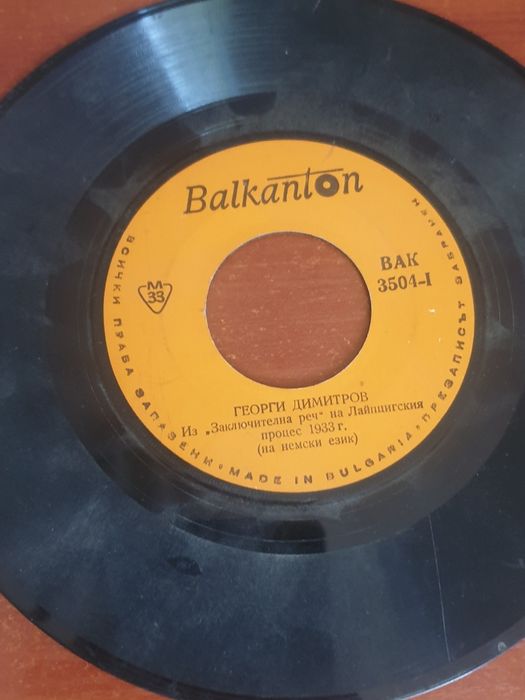 Balkanton
ВАК
3504-I
М
33
ГЕОРГИ ДИМИТРОВ
Из „Заключителна реч“ на Лайпцигския
процес 1933 г.
(на немски език)
ВСИЧКИ ПРАВА ЗАПАЗЕНИ • MADE IN BULGARIA • ПРЕЗАПИСЪТ ЗАБРАНЕН